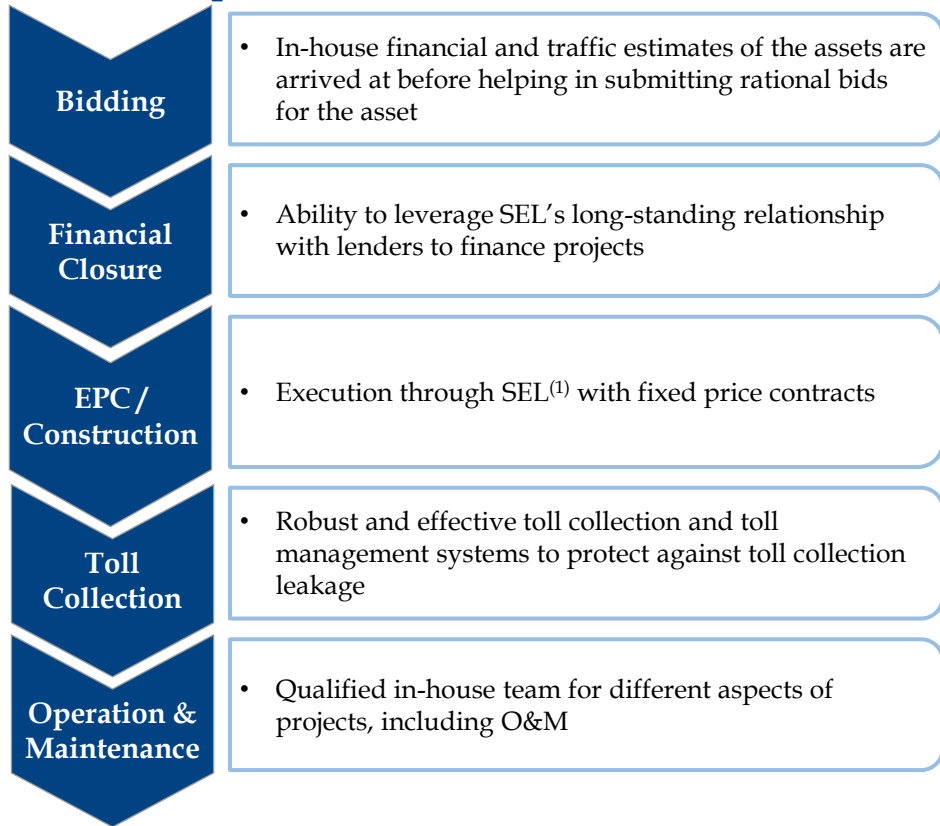 Bidding
• In-house financial and traffic estimates of the assets are
arrived at before helping in submitting rational bids
for the asset
Financial
Closure
• Ability to leverage SEL’s long-standing relationship
with lenders to finance projects
EPC /
Construction
• Execution through SEL(1) with fixed price contracts
Toll
Collection
• Robust and effective toll collection and toll
management systems to protect against toll collection
leakage
Operation &
Maintenance
• Qualified in-house team for different aspects of
projects, including O&M